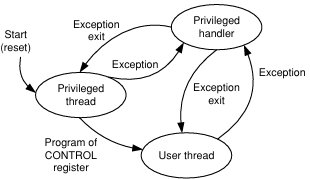 Start
(reset)
Exception
exit
Privileged
handler
Exception
Privileged
thread
Exception
exit
Exception
Program of
CONTROL
register
User thread